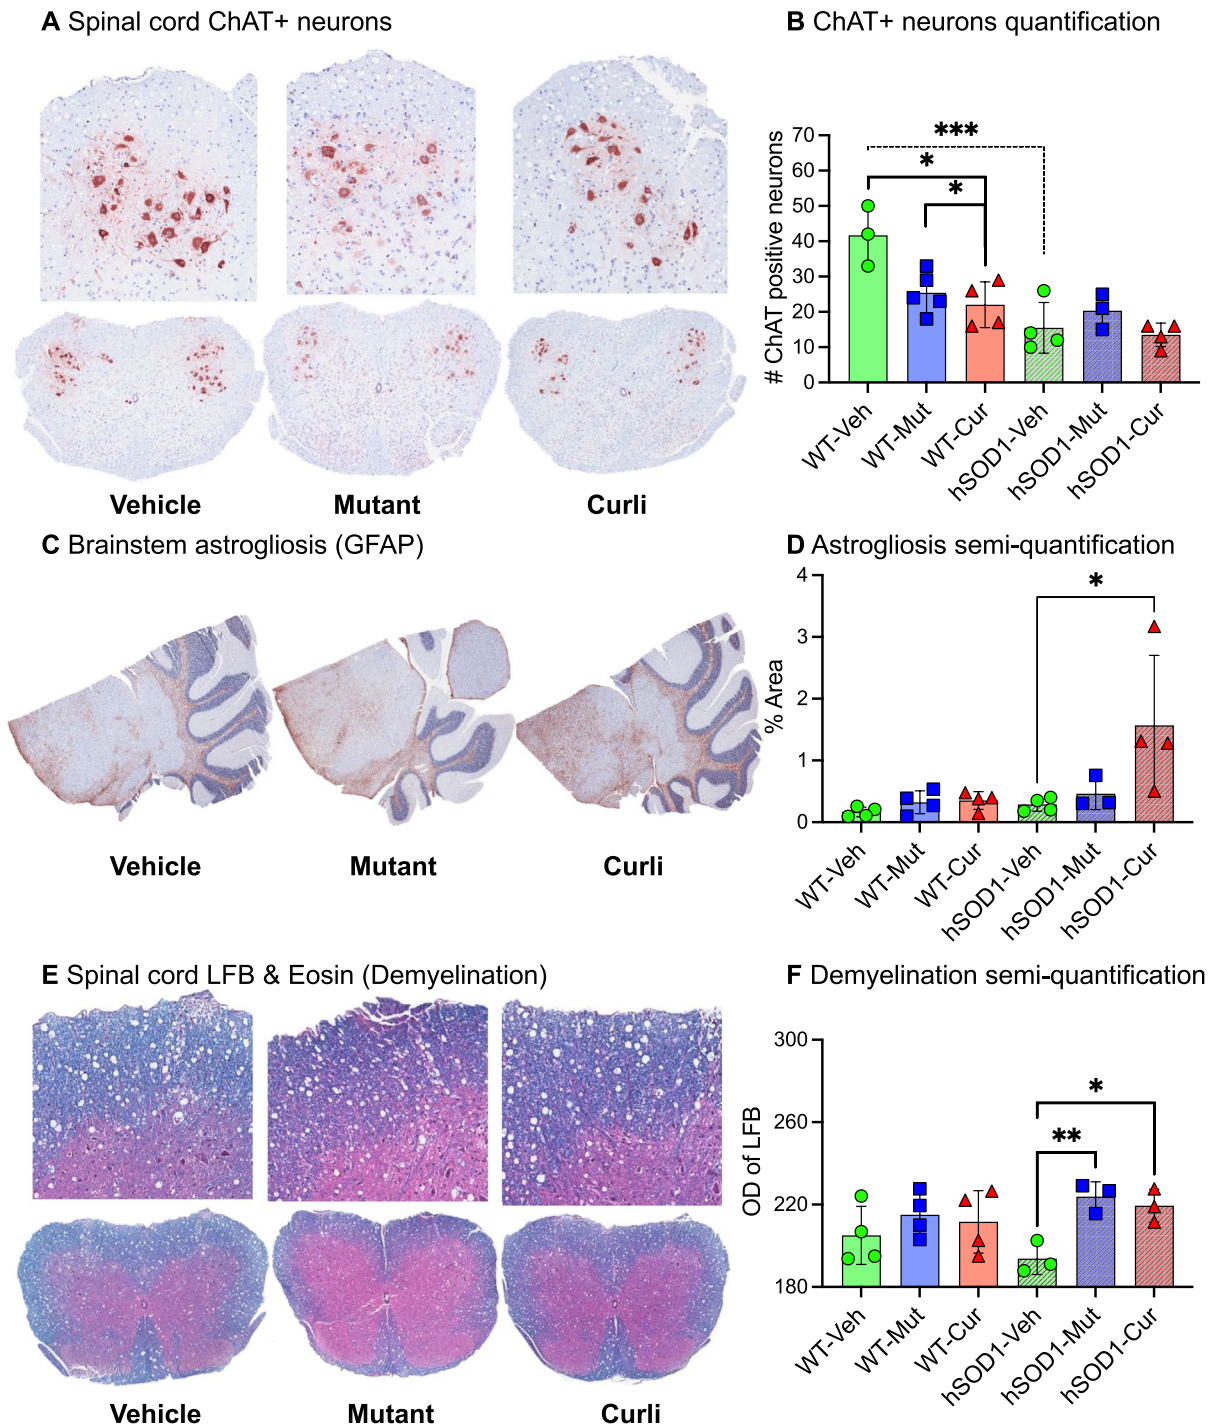 A Spinal cord ChAT+ neurons
Vehicle
Mutant
Curli
B ChAT+ neurons quantification
# ChAT positive neurons
70
60
50
40
30
20
10
0
***
*
*
WT-Veh
WT-Mut
WT-Cur
hSOD1-Veh
hSOD1-Mut
hSOD1-Cur
C Brainstem astrogliosis (GFAP)
Vehicle
Mutant
Curli
D Astrogliosis semi-quantification
% Area
4
3
2
1
0
*
WT-Veh
WT-Mut
WT-Cur
hSOD1-Veh
hSOD1-Mut
hSOD1-Cur
E Spinal cord LFB & Eosin (Demyelination)
Vehicle
Mutant
Curli
F Demyelination semi-quantification
OD of LFB
300
260
220
180
*
**
WT-Veh
WT-Mut
WT-Cur
hSOD1-Veh
hSOD1-Mut
hSOD1-Cur